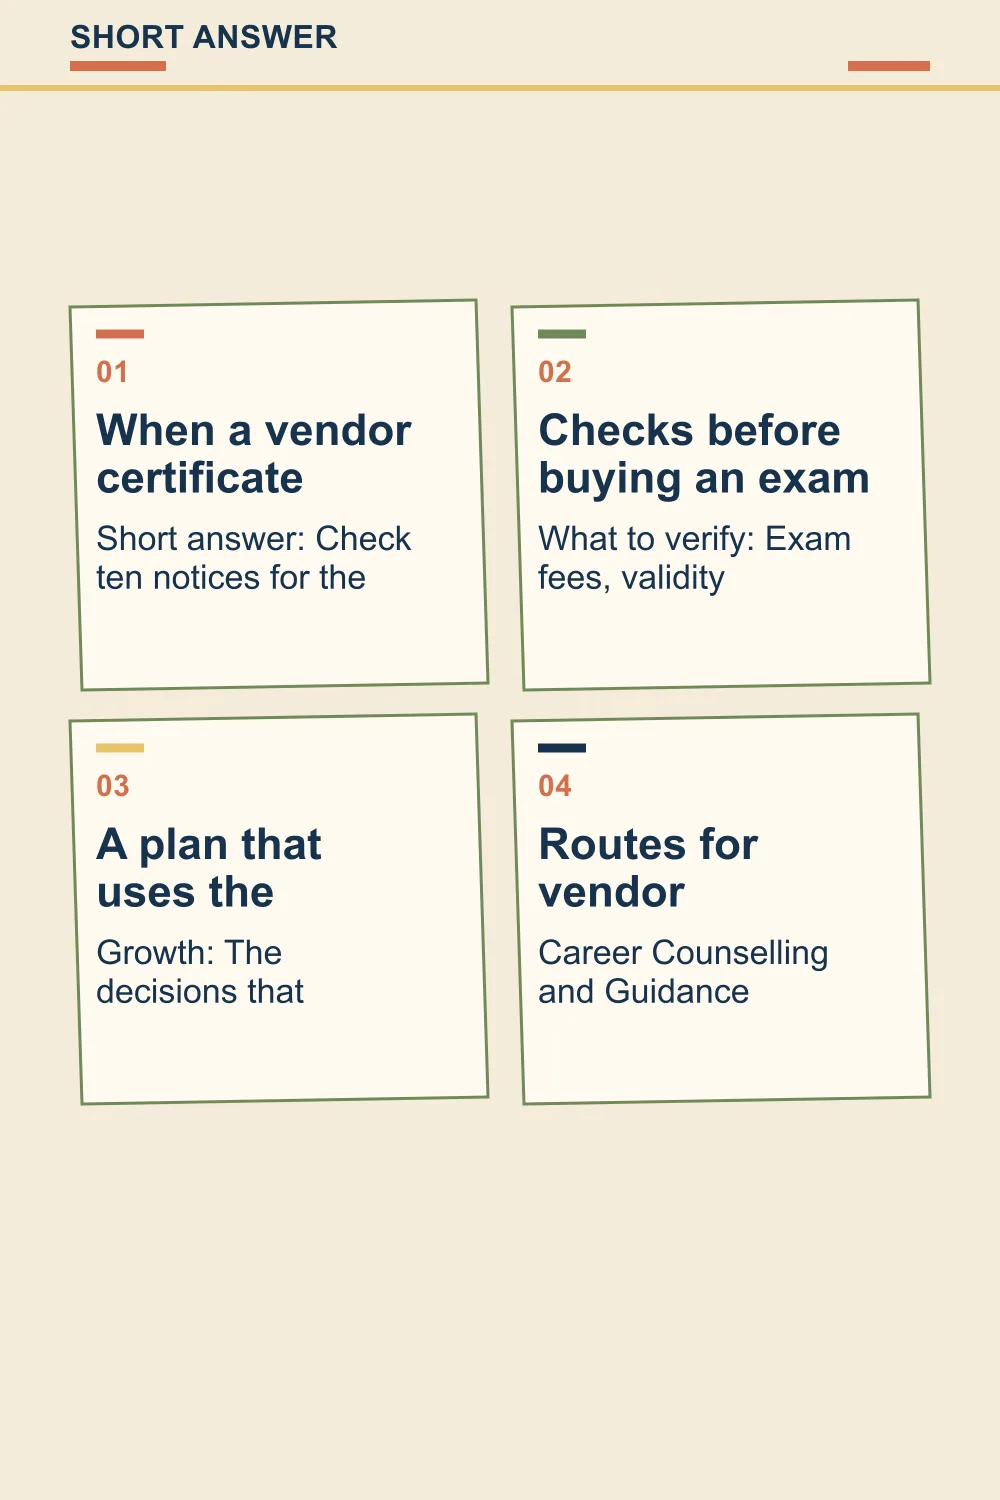 SHORT ANSWER
01
When a vendor
certificate
Short answer: Check
ten notices for the
02
Checks before
buying an exam
What to verify: Exam
fees, validity
03
A plan that
uses the
Growth: The
decisions that
04
Routes for
vendor
Career Counselling
and Guidance